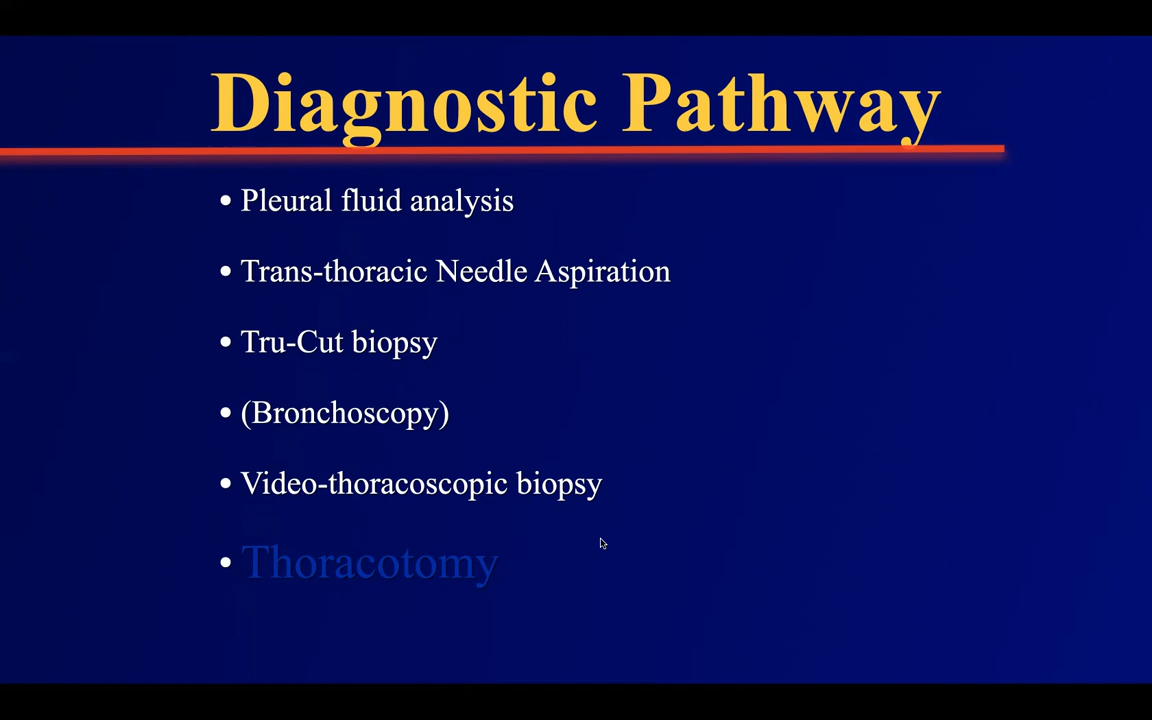 Diagnostic Pathway
• Pleural fluid analysis
• Trans-thoracic Needle Aspiration
• Tru-Cut biopsy
• (Bronchoscopy)
• Video-thoracoscopic biopsy
• Thoracotomy